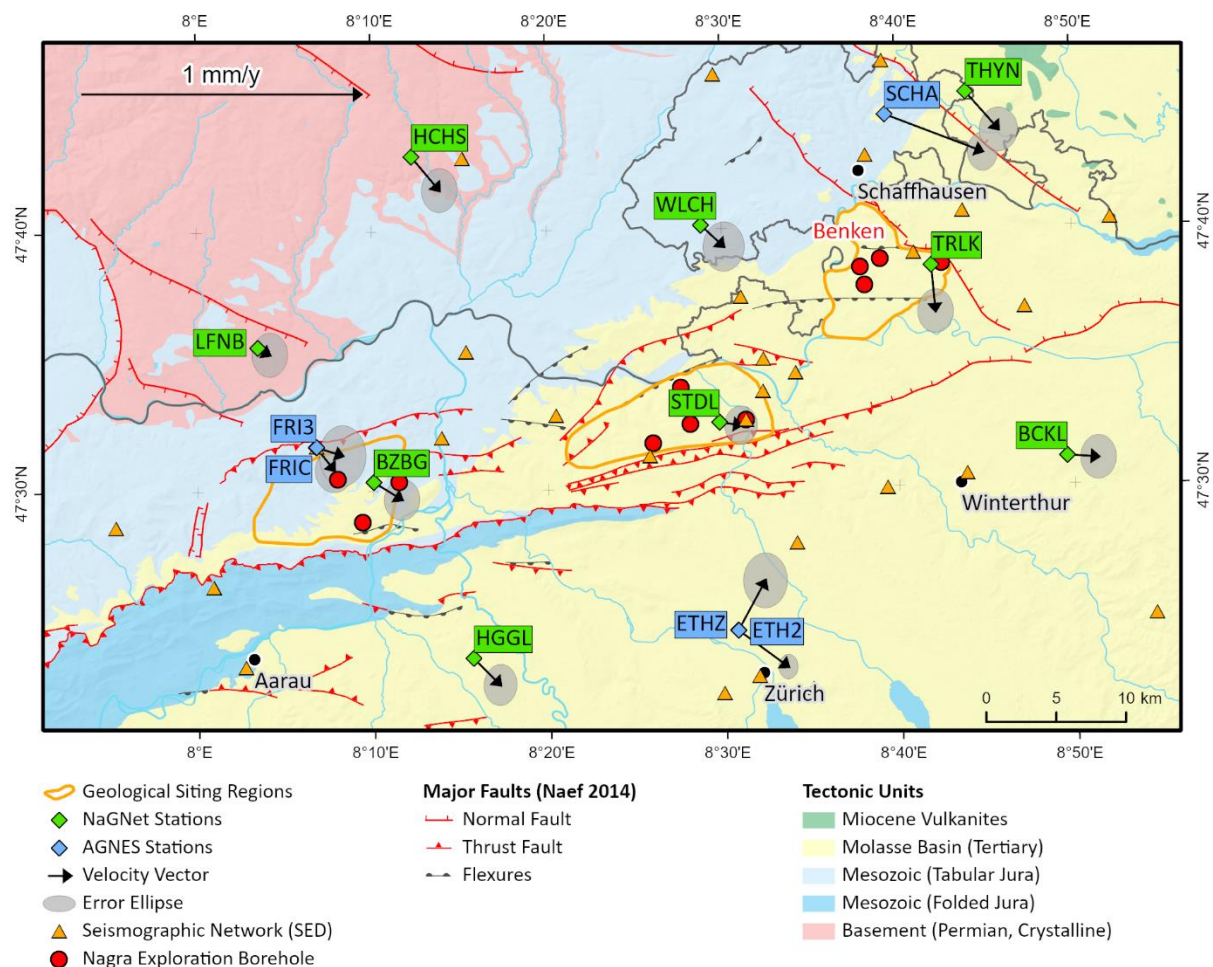 8°E
8°10'E
8°20'E
8°30'E
8°40'E
8°50'E
1 mm/y
THYN
SCHA
HCHS
Schaffhausen
WLCH
47°40'N
47°40'N
Benken
TRLK
LFNB
STDL
FRI3
BCKL
FRIC
BZBG
47°30'N
47°30'N
Winterthur
ETHZ
ETH2
HGGL
Aarau
Zürich
0 5 10 km
8°E
8°10'E
8°20'E
8°30'E
8°40'E
8°50'E
Geological Siting Regions
NaGNet Stations
AGNES Stations
Velocity Vector
Error Ellipse
Seismographic Network (SED)
Nagra Exploration Borehole
Major Faults (Naef 2014)
Normal Fault
Thrust Fault
Flexures
Tectonic Units
Miocene Vulkanites
Molasse Basin (Tertiary)
Mesozoic (Tabular Jura)
Mesozoic (Folded Jura)
Basement (Permian, Crystalline)